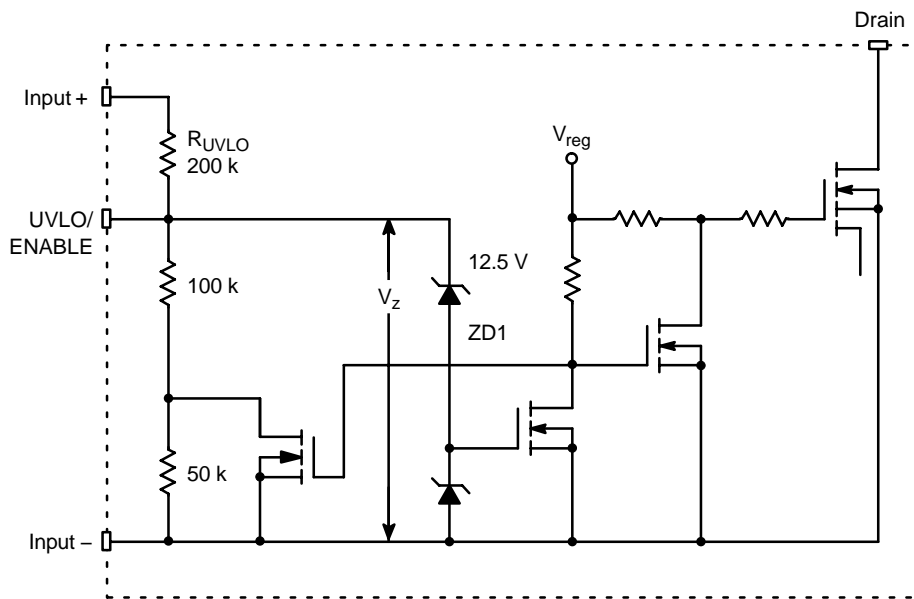 Drain
Input +
R_UVLO
200 k
V_reg
UVLO/
ENABLE
12.5 V
100 k
V_z
ZD1
50 k
Input –